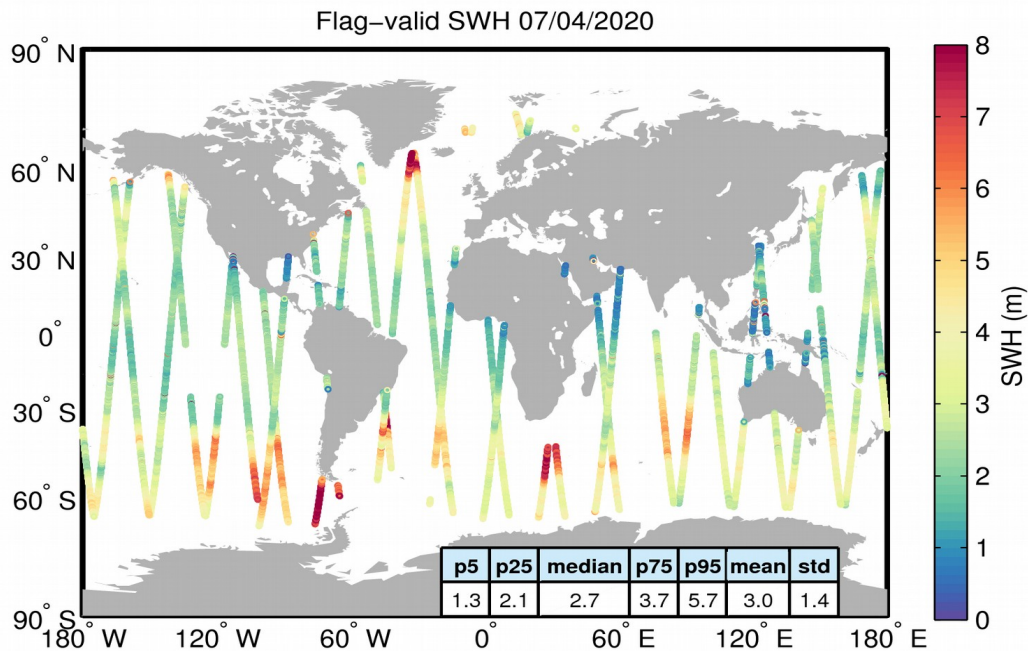 Flag−valid SWH 07/04/2020
90° N
60° N
30° N
0°
30° S
60° S
90° S
180° W
120° W
60° W
0°
60° E
120° E
180° E
p5 p25 median p75 p95 mean std
1.3 2.1 2.7 3.7 5.7 3.0 1.4
8
7
6
5
4
3
2
1
0
SWH (m)